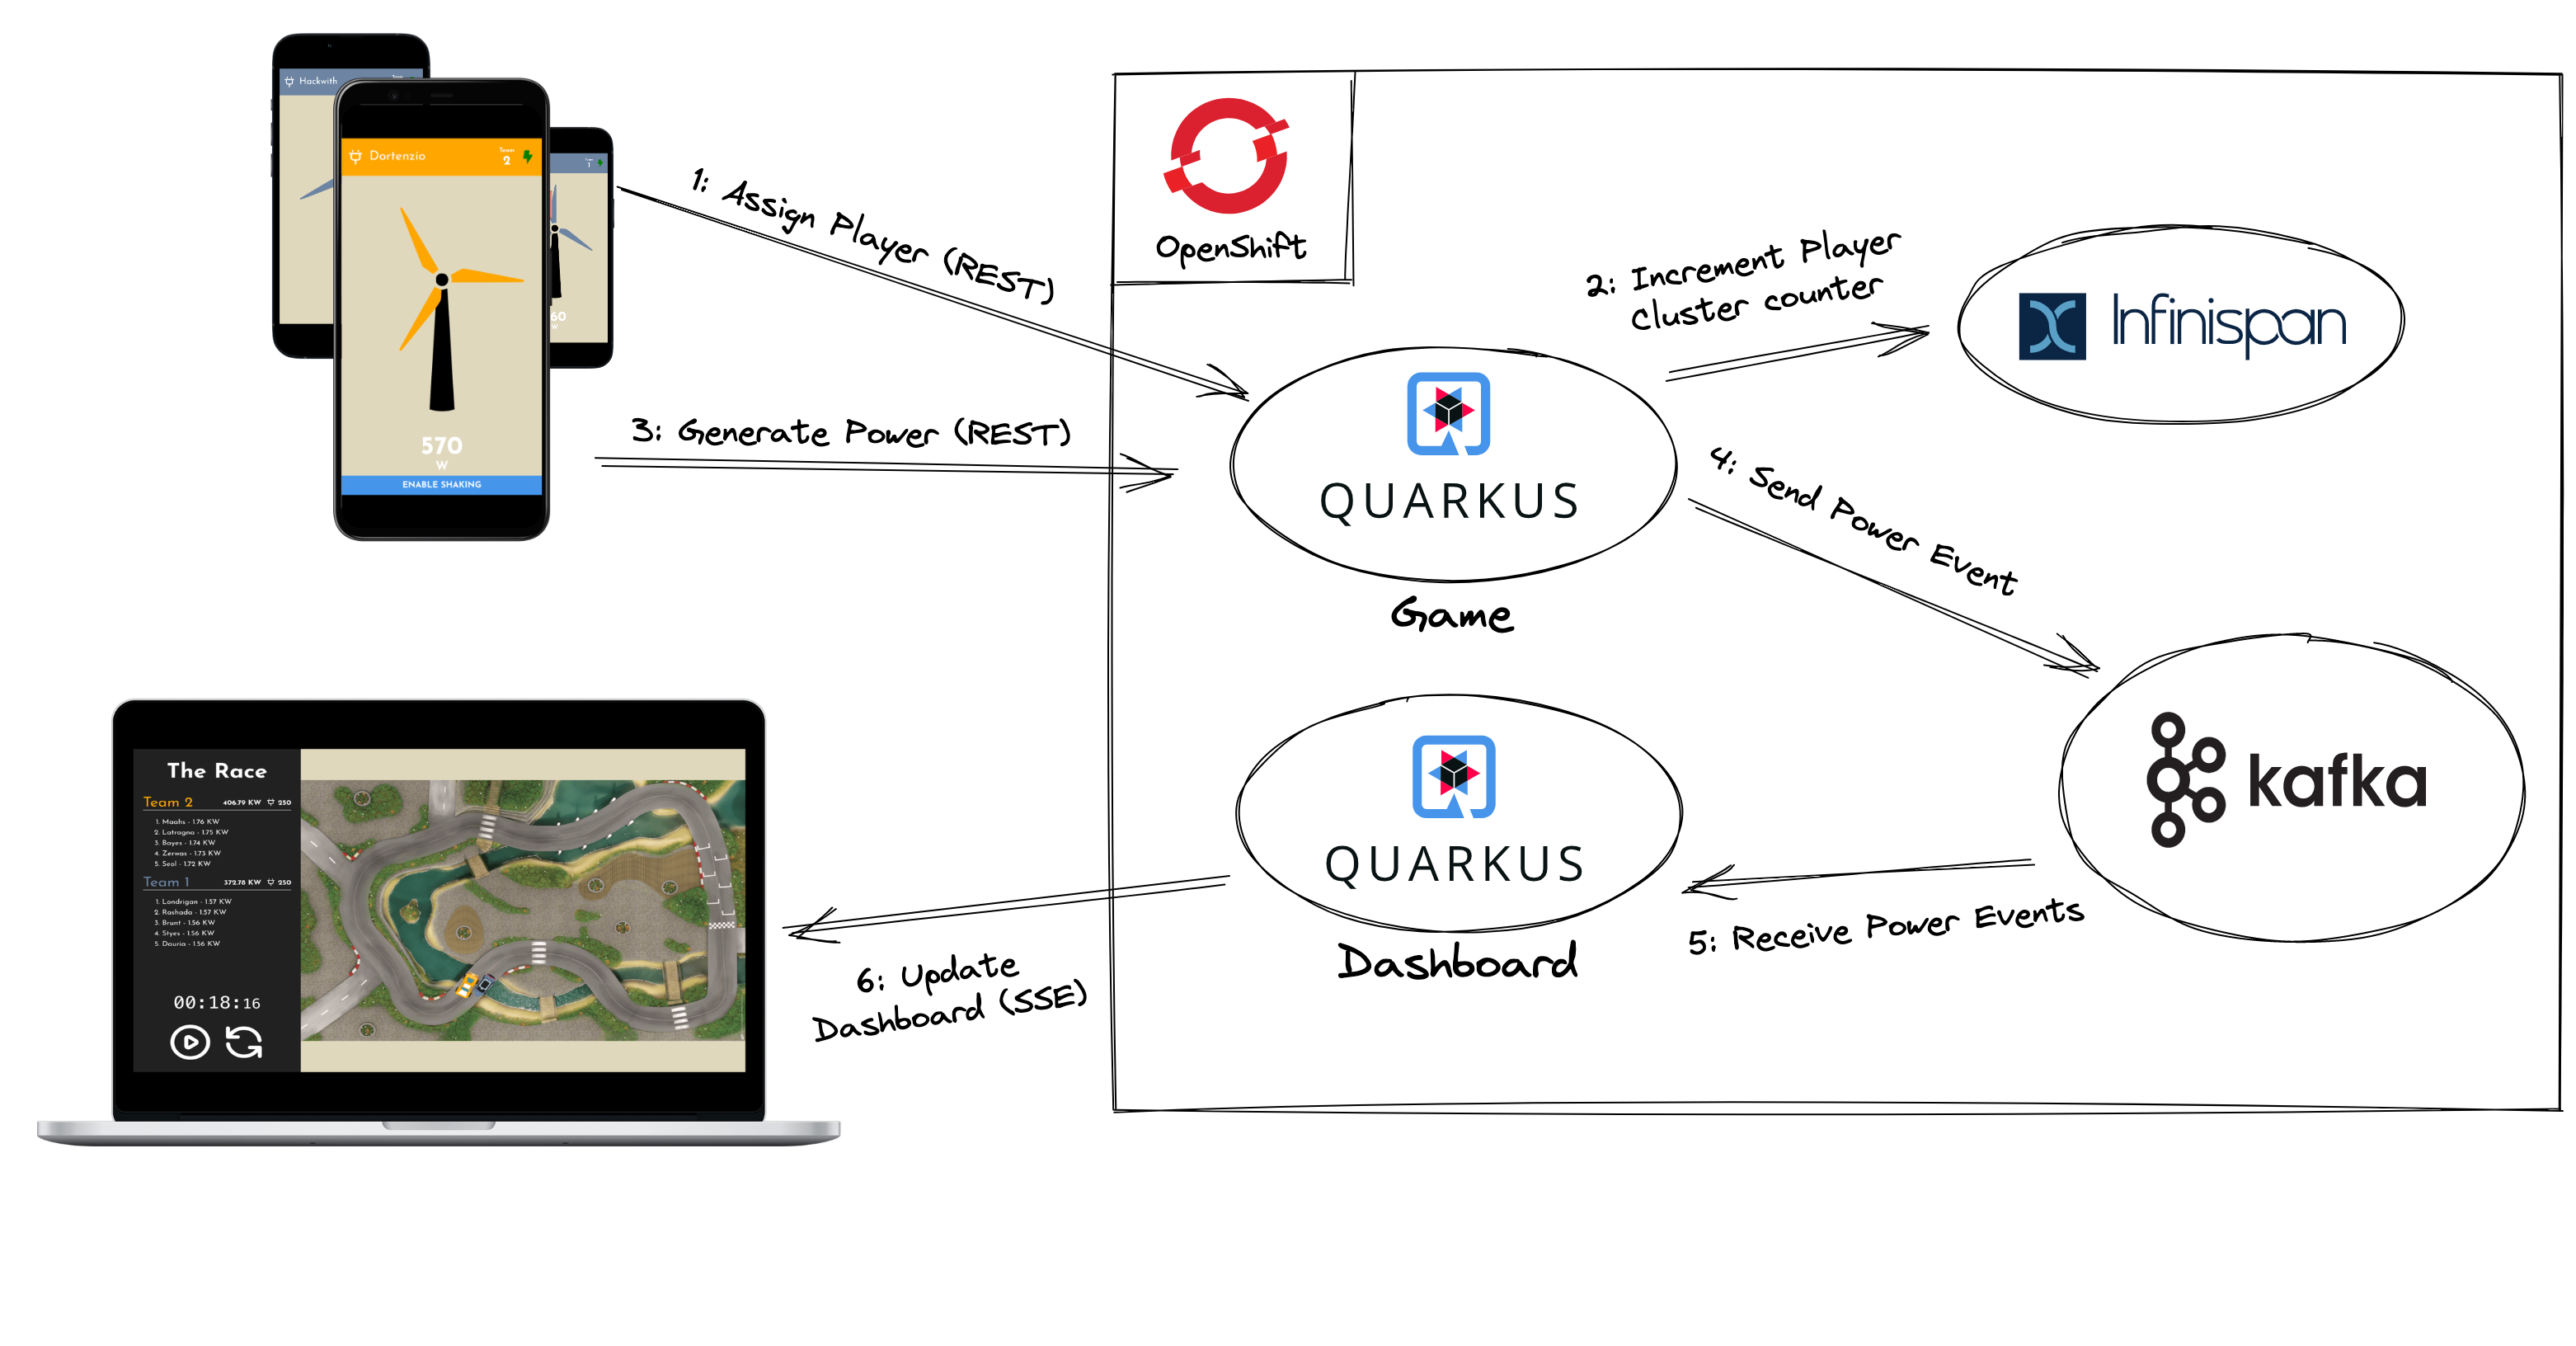 Hackwith
Team
Dortenzio
Team
2
1
60
W
570
W
ENABLE SHAKING
1: Assign Player (REST)
3: Generate Power (REST)
OpenShift
2: Increment Player
cluster counter
Infinispan
QUARKUS
Game
4: Send Power Event
kafka
QUARKUS
Dashboard
5: Receive Power Events
6: Update
Dashboard (SSE)
The Race
Team 2 406.79 KW 250
1. Maahs - 1.76 KW
2. Latragna - 1.75 KW
3. Bayes - 1.74 KW
4. Zerwas - 1.73 KW
5. Seal - 1.72 KW
Team 1 372.78 KW 250
1. Londrigan - 1.57 KW
2. Rashada - 1.57 KW
3. Brunt - 1.56 KW
4. Styes - 1.56 KW
5. Douria - 1.56 KW
00:18:16